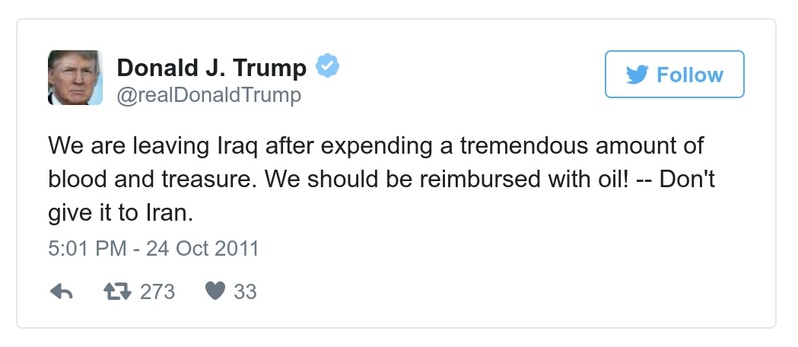 Donald J. Trump
Follow
@realDonaldTrump
We are leaving Iraq after expending a tremendous amount of
blood and treasure. We should be reimbursed with oil! -- Don't
give it to Iran.
5:01 PM - 24 Oct 2011
273 33